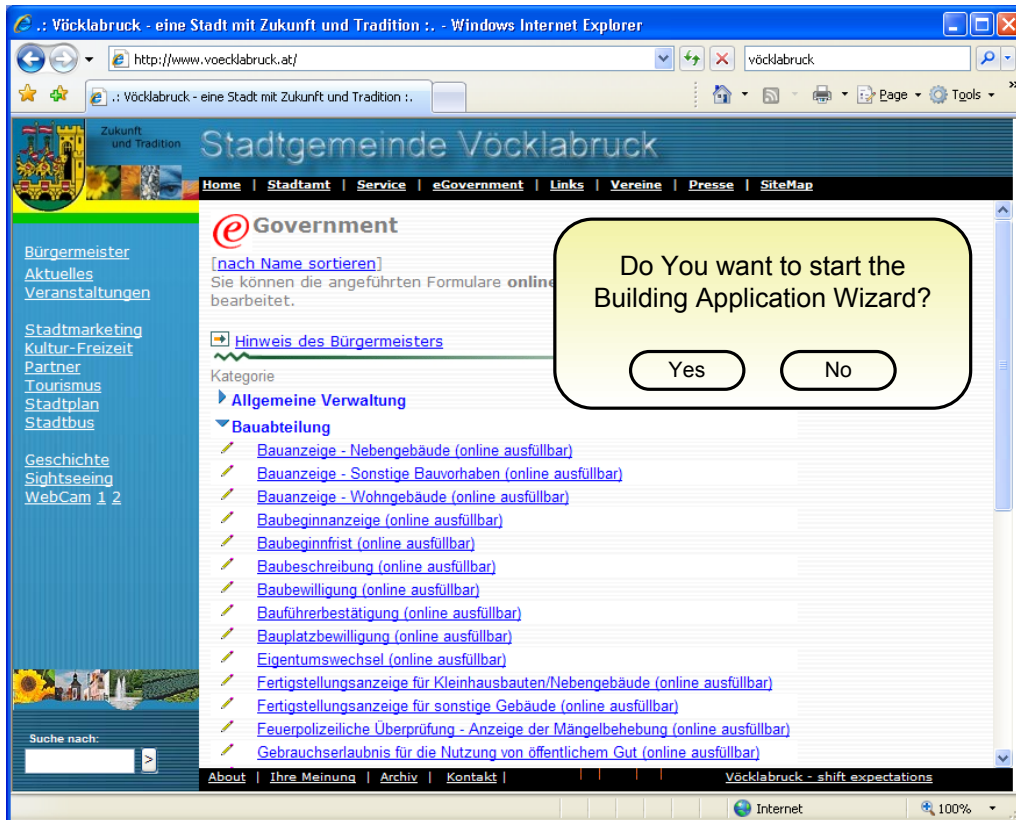 .: Vöcklabruck - eine Stadt mit Zukunft und Tradition :. - Windows Internet Explorer
http://www.voecklabruck.at/
vöcklabruck
.: Vöcklabruck - eine Stadt mit Zukunft und Tradition :.
Page
Tools
»
Zukunft
und Tradition
Stadtgemeinde Vöcklabruck
Home | Stadtamt | Service | eGovernment | Links | Vereine | Presse | SiteMap
Bürgermeister
Aktuelles
Veranstaltungen
Stadtmarketing
Kultur-Freizeit
Partner
Tourismus
Stadtplan
Stadtbus
Geschichte
Sightseeing
WebCam 1 2
Suche nach:
>
e Government
[nach Name sortieren]
Sie können die angeführten Formulare online
bearbeitet.
Hinweis des Bürgermeisters
Kategorie
Allgemeine Verwaltung
Bauabteilung
Bauanzeige - Nebengebäude (online ausfüllbar)
Bauanzeige - Sonstige Bauvorhaben (online ausfüllbar)
Bauanzeige - Wohngebäude (online ausfüllbar)
Baubeginnanzeige (online ausfüllbar)
Baubeginnfrist (online ausfüllbar)
Baubeschreibung (online ausfüllbar)
Baubewilligung (online ausfüllbar)
Bauführerbestätigung (online ausfüllbar)
Bauplatzbewilligung (online ausfüllbar)
Eigentumswechsel (online ausfüllbar)
Fertigstellungsanzeige für Kleinhausbauten/Nebengebäude (online ausfüllbar)
Fertigstellungsanzeige für sonstige Gebäude (online ausfüllbar)
Feuerpolizeiliche Überprüfung - Anzeige der Mängelbehebung (online ausfüllbar)
Gebrauchserlaubnis für die Nutzung von öffentlichem Gut (online ausfüllbar)
Do You want to start the
Building Application Wizard?
Yes
No
About | Ihre Meinung | Archiv | Kontakt |
Vöcklabruck - shift expectations
Internet
100%